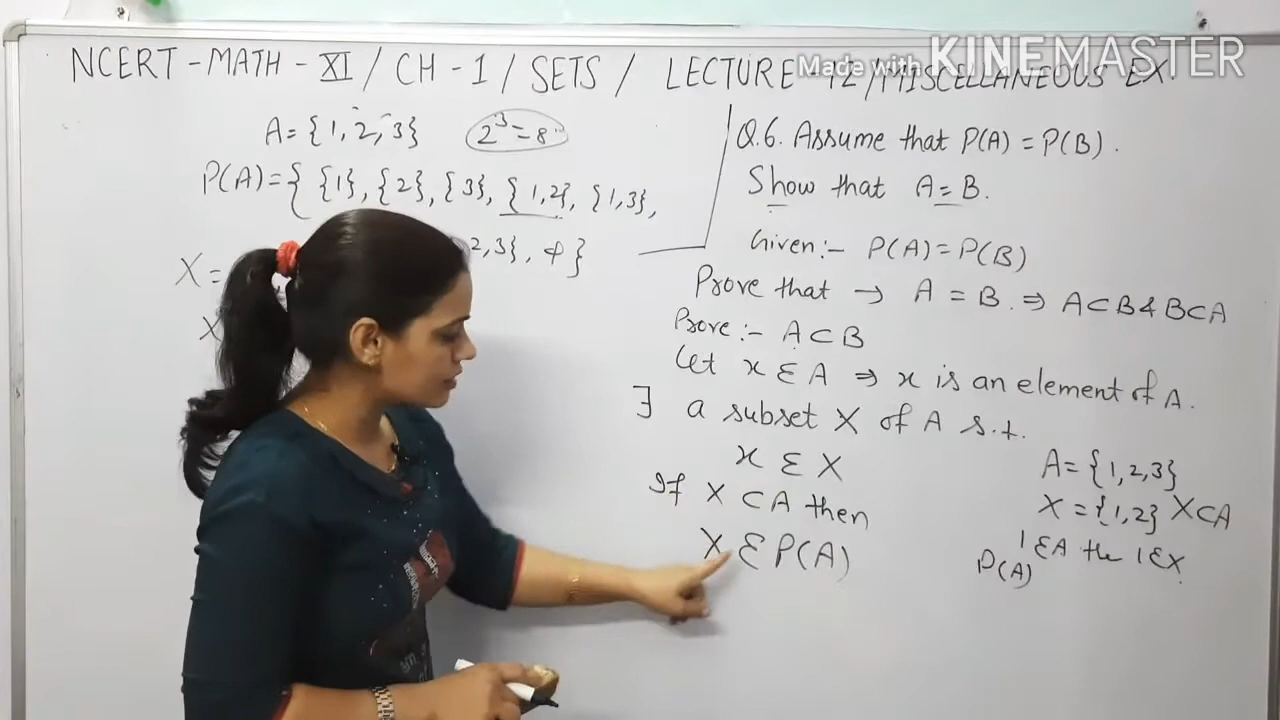 NCERT - MATH - XI / CH - 1 / SETS / LECTURE - 12 / MISCELLANEOUS EX
Made with KINEMASTER
A = {1, 2, 3} 2³ = 8
P(A) = { {1}, {2}, {3}, {1, 2}, {1, 3},
2, 3}, φ }
X =
X
Q.6. Assume that P(A) = P(B).
Show that A = B.
Given :- P(A) = P(B)
Prove that → A = B. ⇒ A⊂B & B⊂A
Prove :- A ⊂ B
Let x ε A ⇒ x is an element of A.
∃ a subset X of A s.t.
x ε X
If X ⊂ A then
X ε P(A)
A = {1, 2, 3}
X = {1, 2} X⊂A
1 ε A the 1 ε X
P(A)